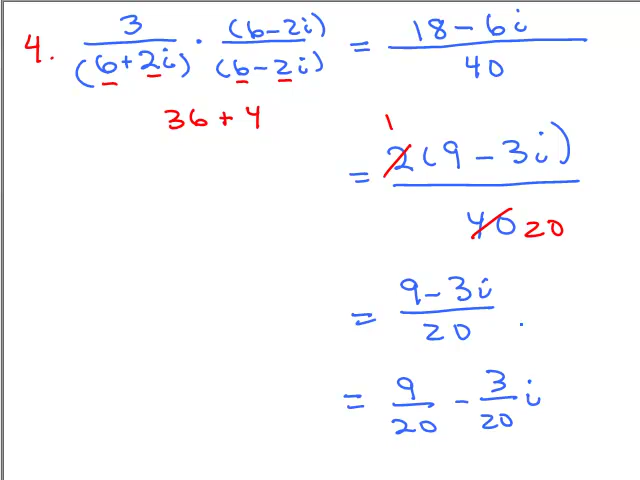 4. 3/(6+2i) · (6-2i)/(6-2i) = 18-6i/40
36 + 4
= 2(9-3i)/40 1 20
= 9-3i/20
= 9/20 - 3/20 i